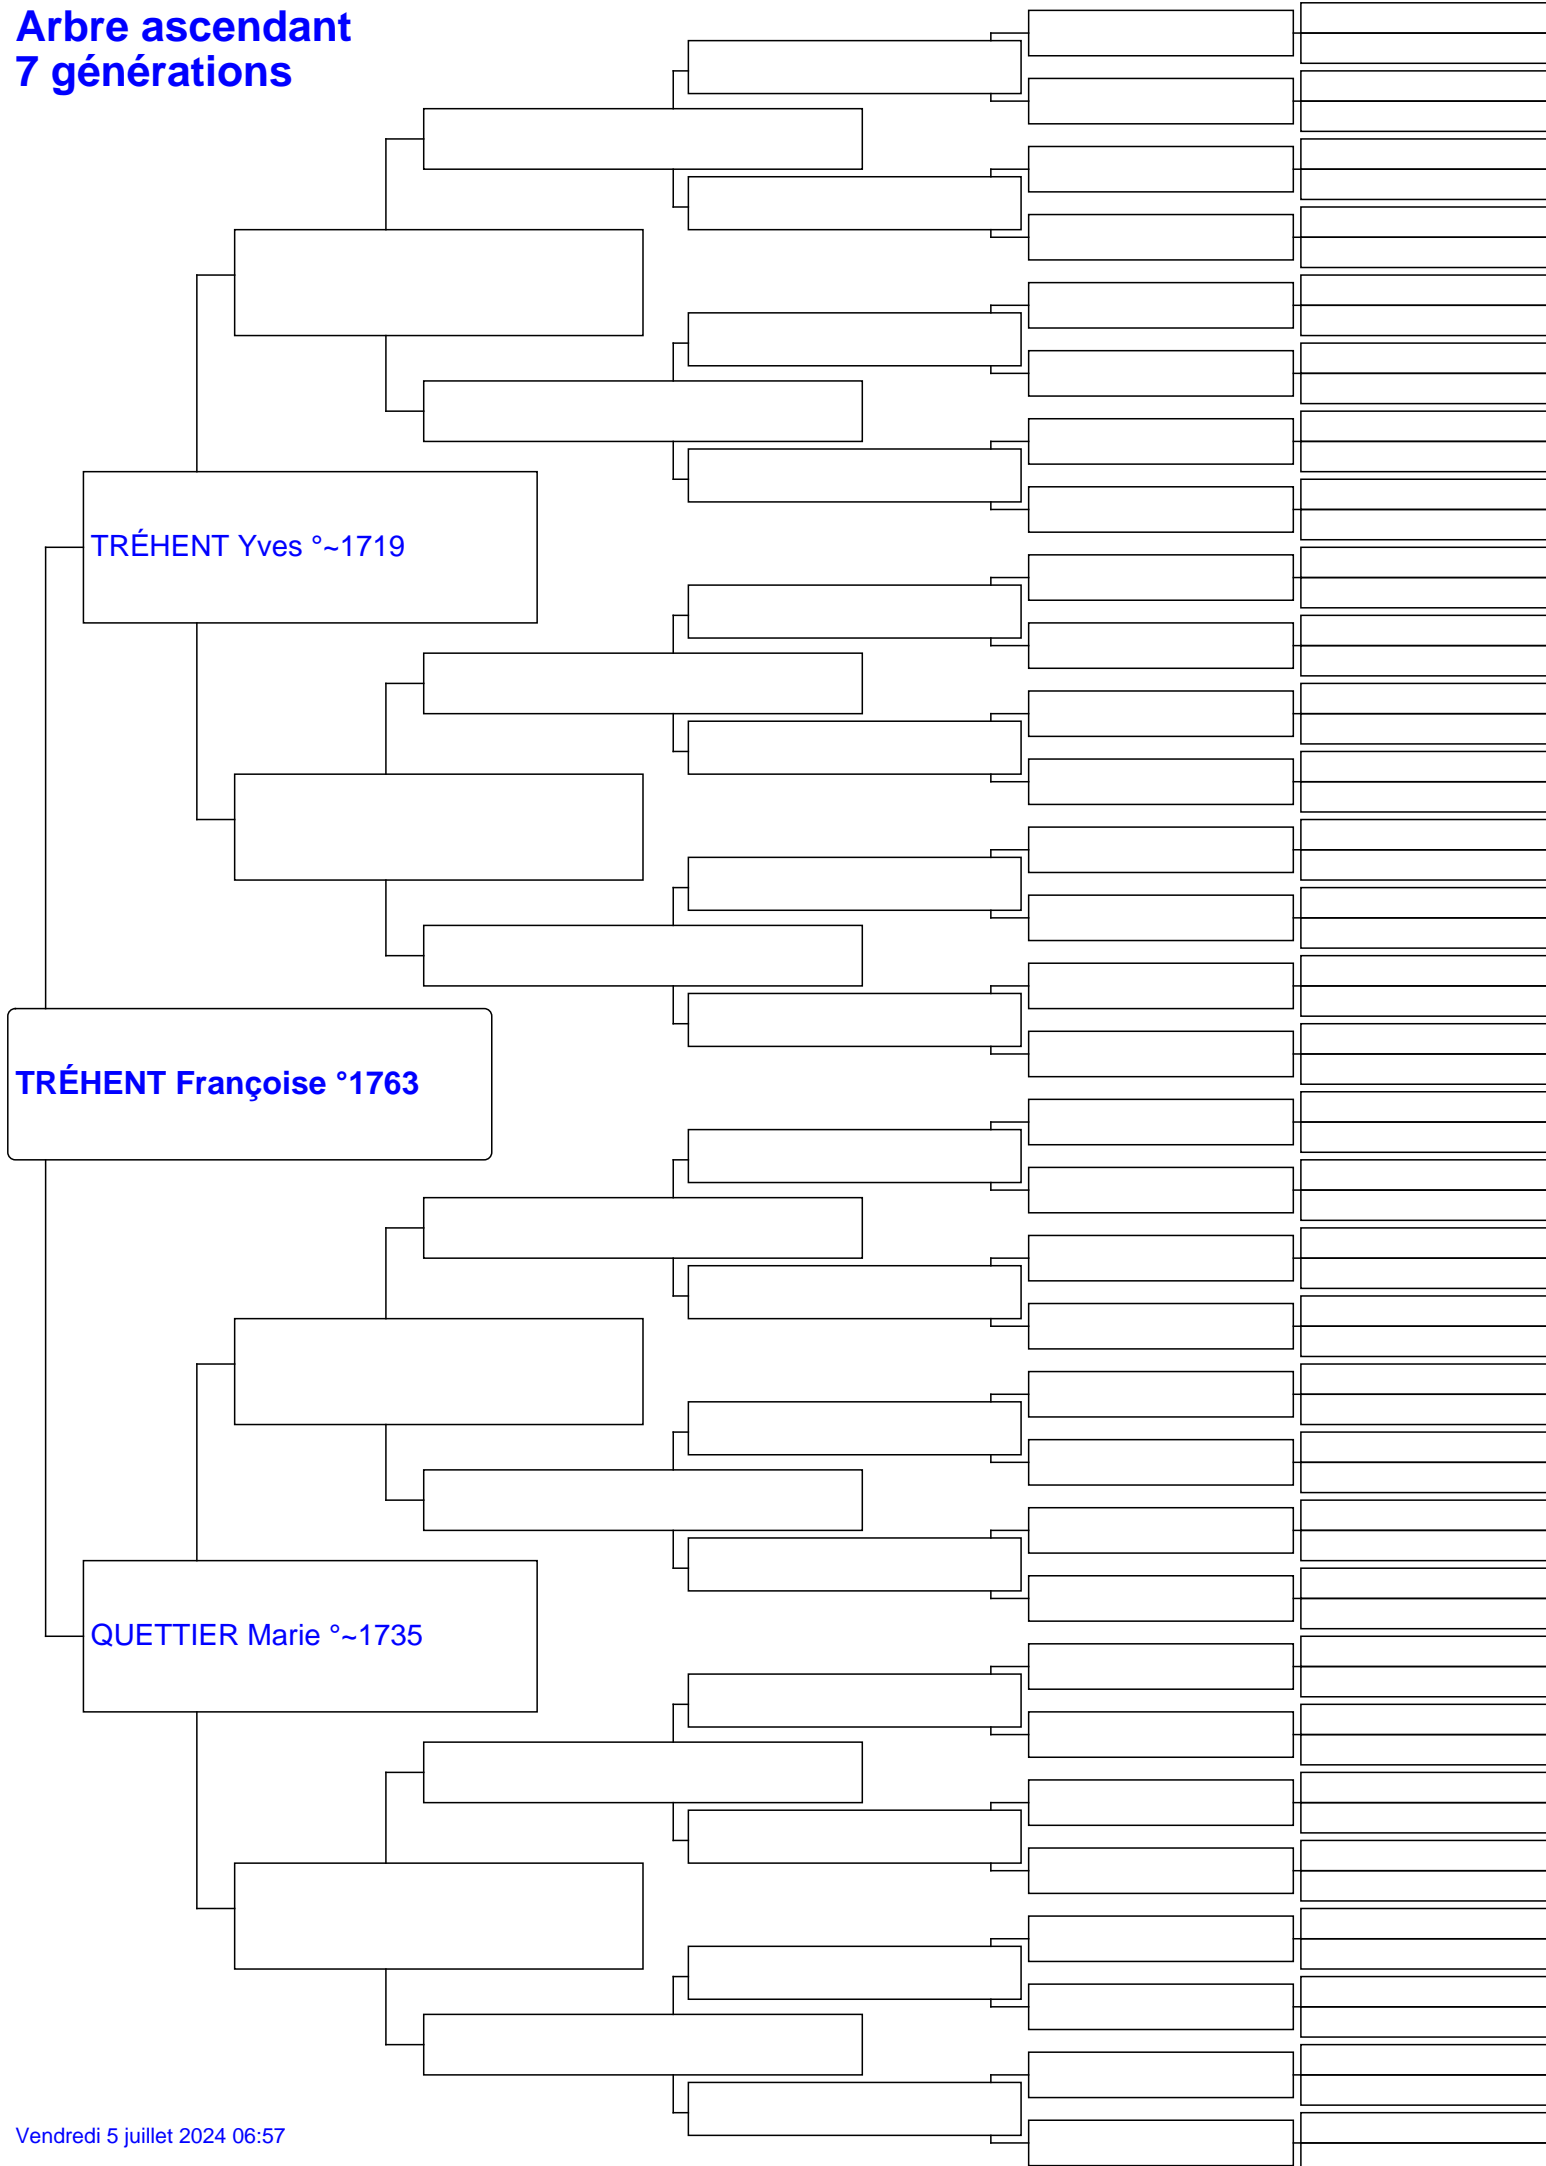 Arbre ascendant
7 générations
TRÉHENT Yves °~1719
TRÉHENT Françoise °1763
QUETTIER Marie °~1735
Vendredi 5 juillet 2024 06:57